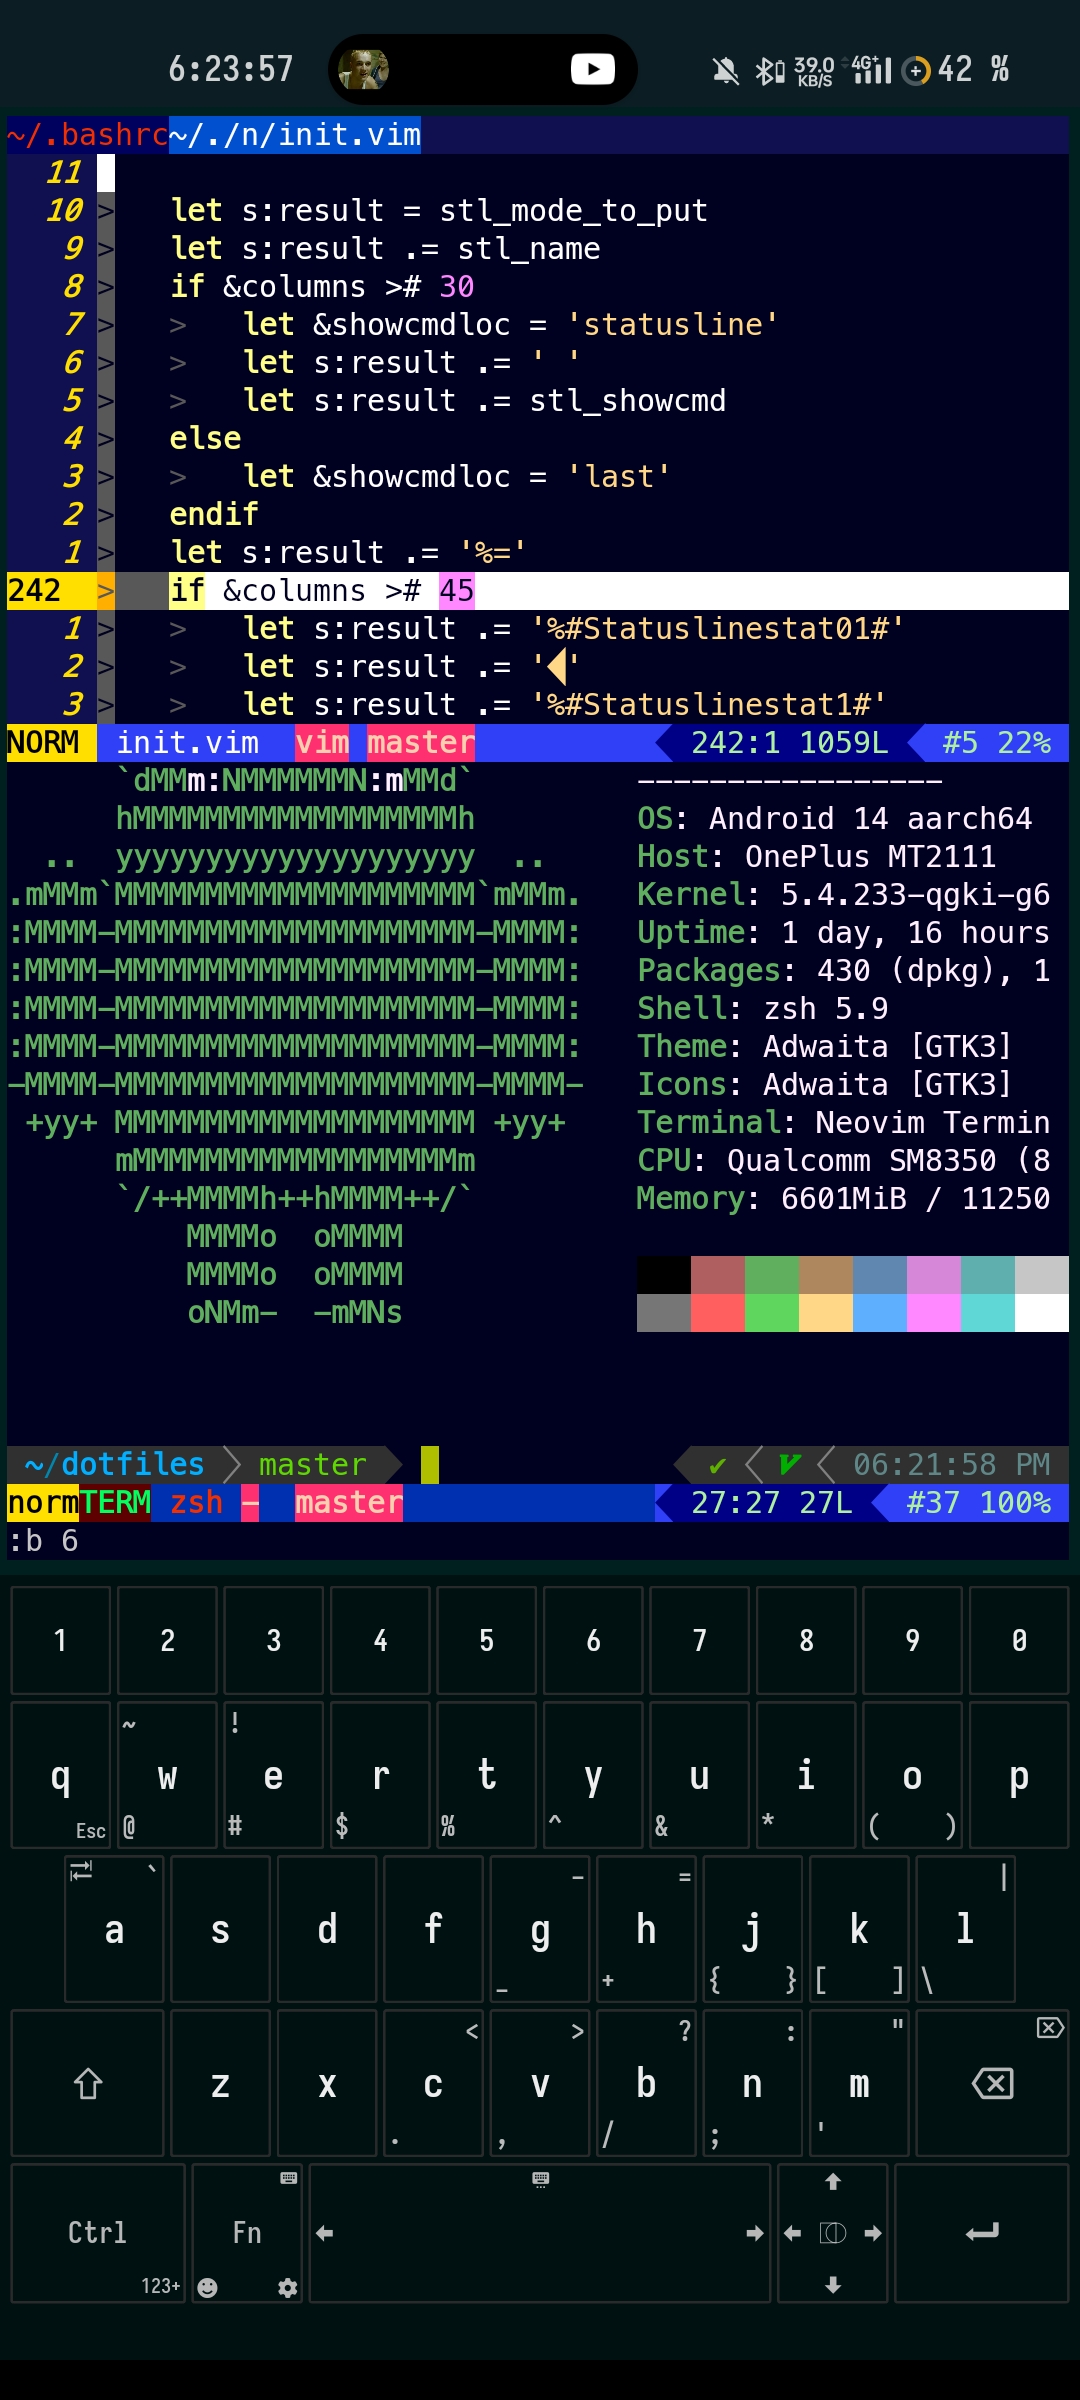 6:23:57 39.0 KB/S 4G+ 42 %
~/.bashrc~/./n/init.vim
11
10 >   let s:result = stl_mode_to_put
9 >   let s:result .= stl_name
8 >   if &columns ># 30
7 >   >   let &showcmdloc = 'statusline'
6 >   >   let s:result .= ' '
5 >   >   let s:result .= stl_showcmd
4 >   else
3 >   >   let &showcmdloc = 'last'
2 >   endif
1 >   let s:result .= '%='
242 >   if &columns ># 45
1 >   >   let s:result .= '%#Statuslinestat01#'
2 >   >   let s:result .= ''
3 >   >   let s:result .= '%#Statuslinestat1#'
NORM init.vim vim master 242:1 1059L #5 22%
`dMMm:NMMMMMMN:mMMd` −−−−−−−−−−−−−−−−−
hMMMMMMMMMMMMMMMMMMh OS: Android 14 aarch64
.. yyyyyyyyyyyyyyyyyyyy .. Host: OnePlus MT2111
.mMMm`MMMMMMMMMMMMMMMMMMMM`mMMm. Kernel: 5.4.233-qgki-g6
:MMMM-MMMMMMMMMMMMMMMMMMMM-MMMM: Uptime: 1 day, 16 hours
:MMMM-MMMMMMMMMMMMMMMMMMMM-MMMM: Packages: 430 (dpkg), 1
:MMMM-MMMMMMMMMMMMMMMMMMMM-MMMM: Shell: zsh 5.9
:MMMM-MMMMMMMMMMMMMMMMMMMM-MMMM: Theme: Adwaita [GTK3]
-MMMM-MMMMMMMMMMMMMMMMMMMM-MMMM- Icons: Adwaita [GTK3]
+yy+ MMMMMMMMMMMMMMMMMMMM +yy+ Terminal: Neovim Termin
mMMMMMMMMMMMMMMMMMMm CPU: Qualcomm SM8350 (8
`/++MMMMh++hMMMM++/` Memory: 6601MiB / 11250
MMMMo oMMMM
MMMMo oMMMM
oNMm- -mMNs
~/dotfiles master ✔ V 06:21:58 PM
normTERM zsh - master 27:27 27L #37 100%
:b 6
1 2 3 4 5 6 7 8 9 0
~ !
q w e r t y u i o p
Esc @ # $ % ^ & * ( )
` - = |
a s d f g h j k l
_ + { } [ ] \
< > ? : "
z x c v b n m
. , / ; '
Ctrl Fn
123+